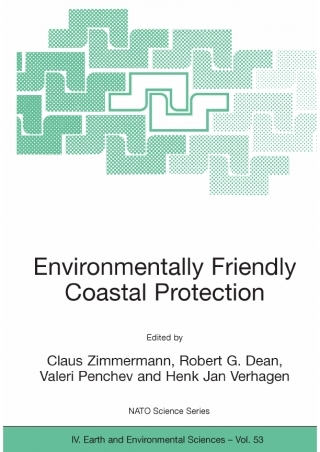 Environmentally Friendly
Coastal Protection
Edited by
Claus Zimmermann, Robert G. Dean,
Valeri Penchev and Henk Jan Verhagen
NATO Science Series
IV. Earth and Environmental Sciences – Vol. 53